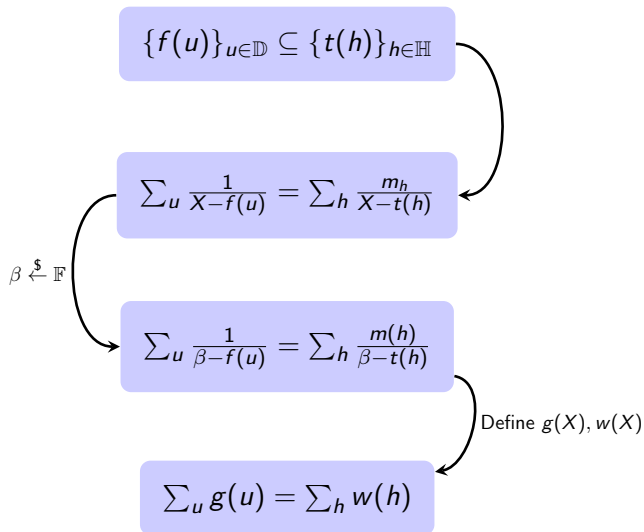 {f(u)}_{u∈𝔻} ⊆ {t(h)}_{h∈ℍ}
∑_u 1/(X−f(u)) = ∑_h m_h/(X−t(h))
β ←^$ 𝔽
∑_u 1/(β−f(u)) = ∑_h m(h)/(β−t(h))
Define g(X), w(X)
∑_u g(u) = ∑_h w(h)